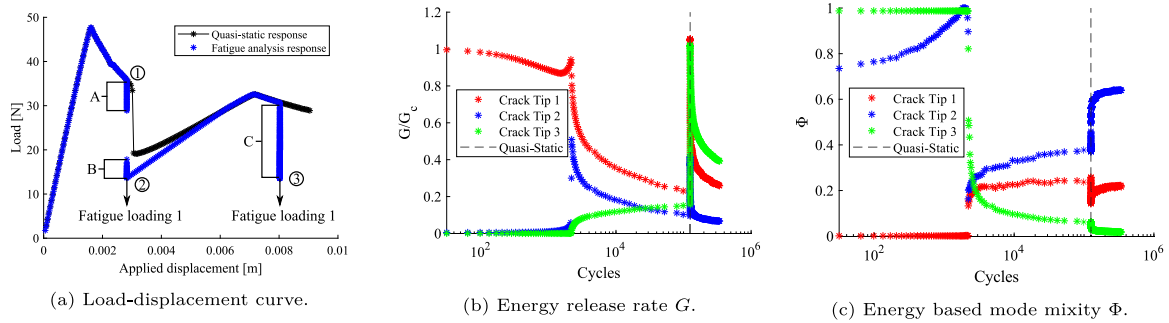 50
40
30
20
10
0
Load [N]
0
0.002
0.004
0.006
0.008
0.01
Applied displacement [m]
Quasi-static response
Fatigue analysis response
A
1
B
2
C
3
Fatigue loading 1
Fatigue loading 1
(a) Load-displacement curve.
1.2
1
0.8
0.6
0.4
0.2
0
G/Gc
10^2
10^4
10^6
Cycles
Crack Tip 1
Crack Tip 2
Crack Tip 3
Quasi-Static
(b) Energy release rate G.
1
0.8
0.6
0.4
0.2
0
Φ
10^2
10^4
10^6
Cycles
Crack Tip 1
Crack Tip 2
Crack Tip 3
Quasi-Static
(c) Energy based mode mixity Φ.